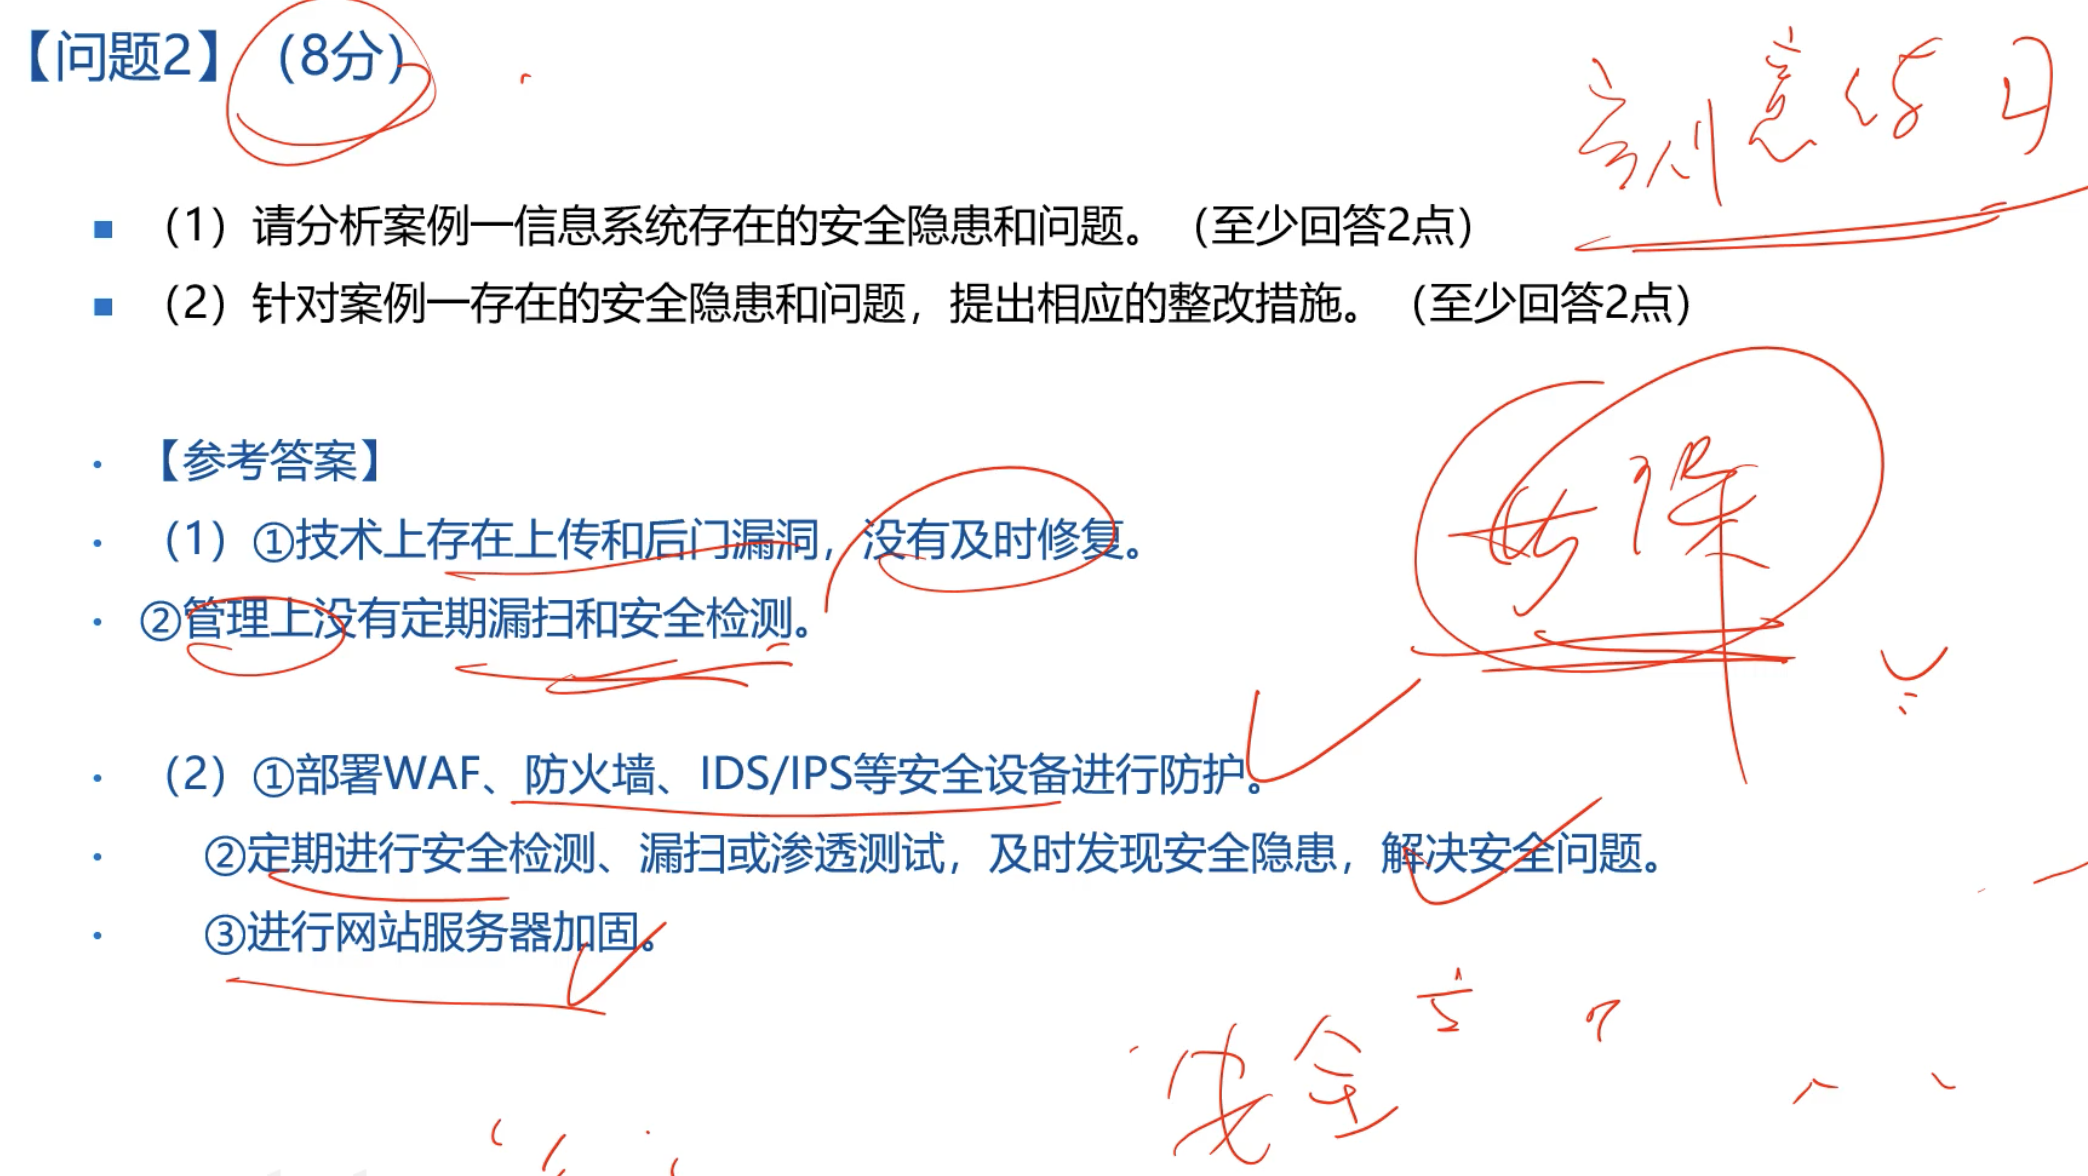 【问题2】（8分）
（1）请分析案例一信息系统存在的安全隐患和问题。（至少回答2点）
（2）针对案例一存在的安全隐患和问题，提出相应的整改措施。（至少回答2点）
【参考答案】
（1）①技术上存在上传和后门漏洞，没有及时修复。
②管理上没有定期漏扫和安全检测。
（2）①部署WAF、防火墙、IDS/IPS等安全设备进行防护。
②定期进行安全检测、漏扫或渗透测试，及时发现安全隐患，解决安全问题。
③进行网站服务器加固。
安全